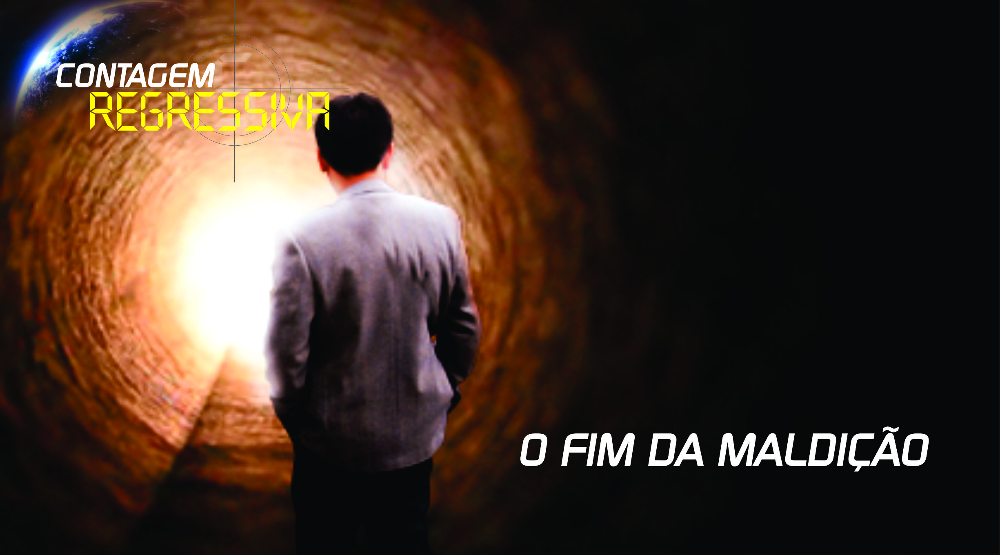 CONTAGEM
REGRESSIVA
O FIM DA MALDIÇÃO